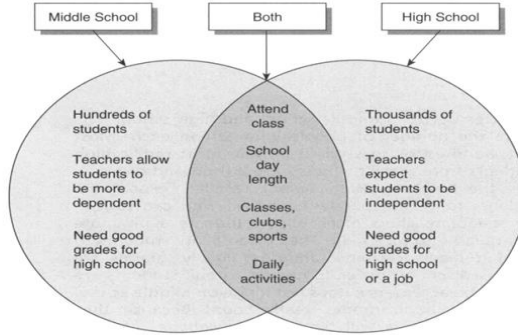 Middle School
Both
High School
Hundreds of
students
Teachers allow
students to
be more
dependent
Need good
grades for
high school
Attend
class
School
day
length
Classes,
clubs,
sports
Daily
activities
Thousands of
students
Teachers
expect
students to be
independent
Need good
grades for
high school
or a job